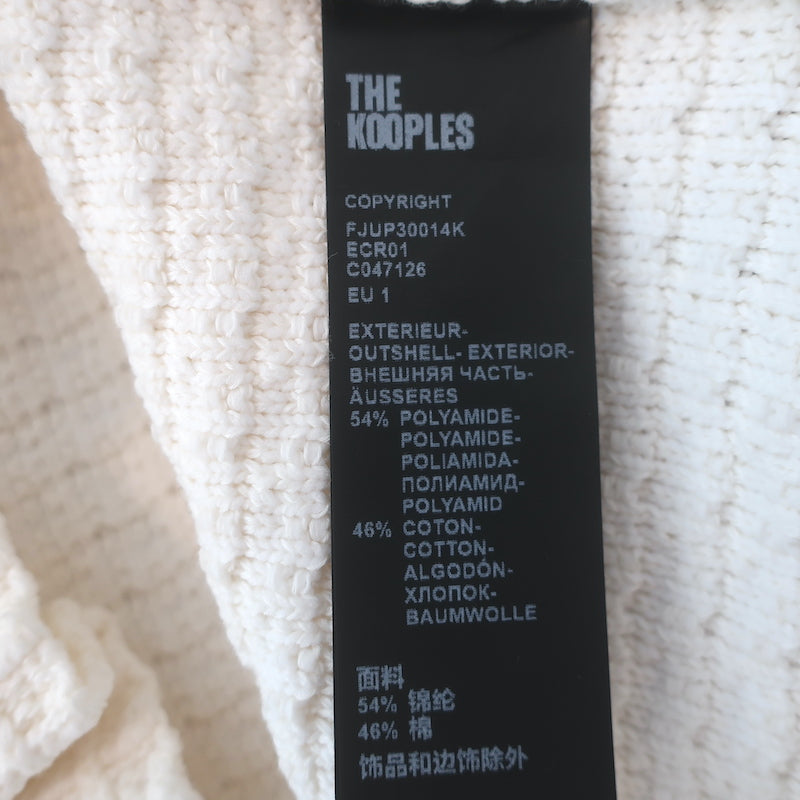 THE
KOOPLES
COPYRIGHT
FJUP30014K
ECR01
C047126
EU 1
EXTERIEUR-
OUTSHELL- EXTERIOR-
ВНЕШНЯЯ ЧАСТЬ-
ÄUSSERES
54% POLYAMIDE-
POLYAMIDE-
POLIAMIDA-
ПОЛИАМИД-
POLYAMID
46% COTON-
COTTON-
ALGODÓN-
ХЛОПОК-
BAUMWOLLE
面料
54% 锦纶
46% 棉
饰品和边饰除外